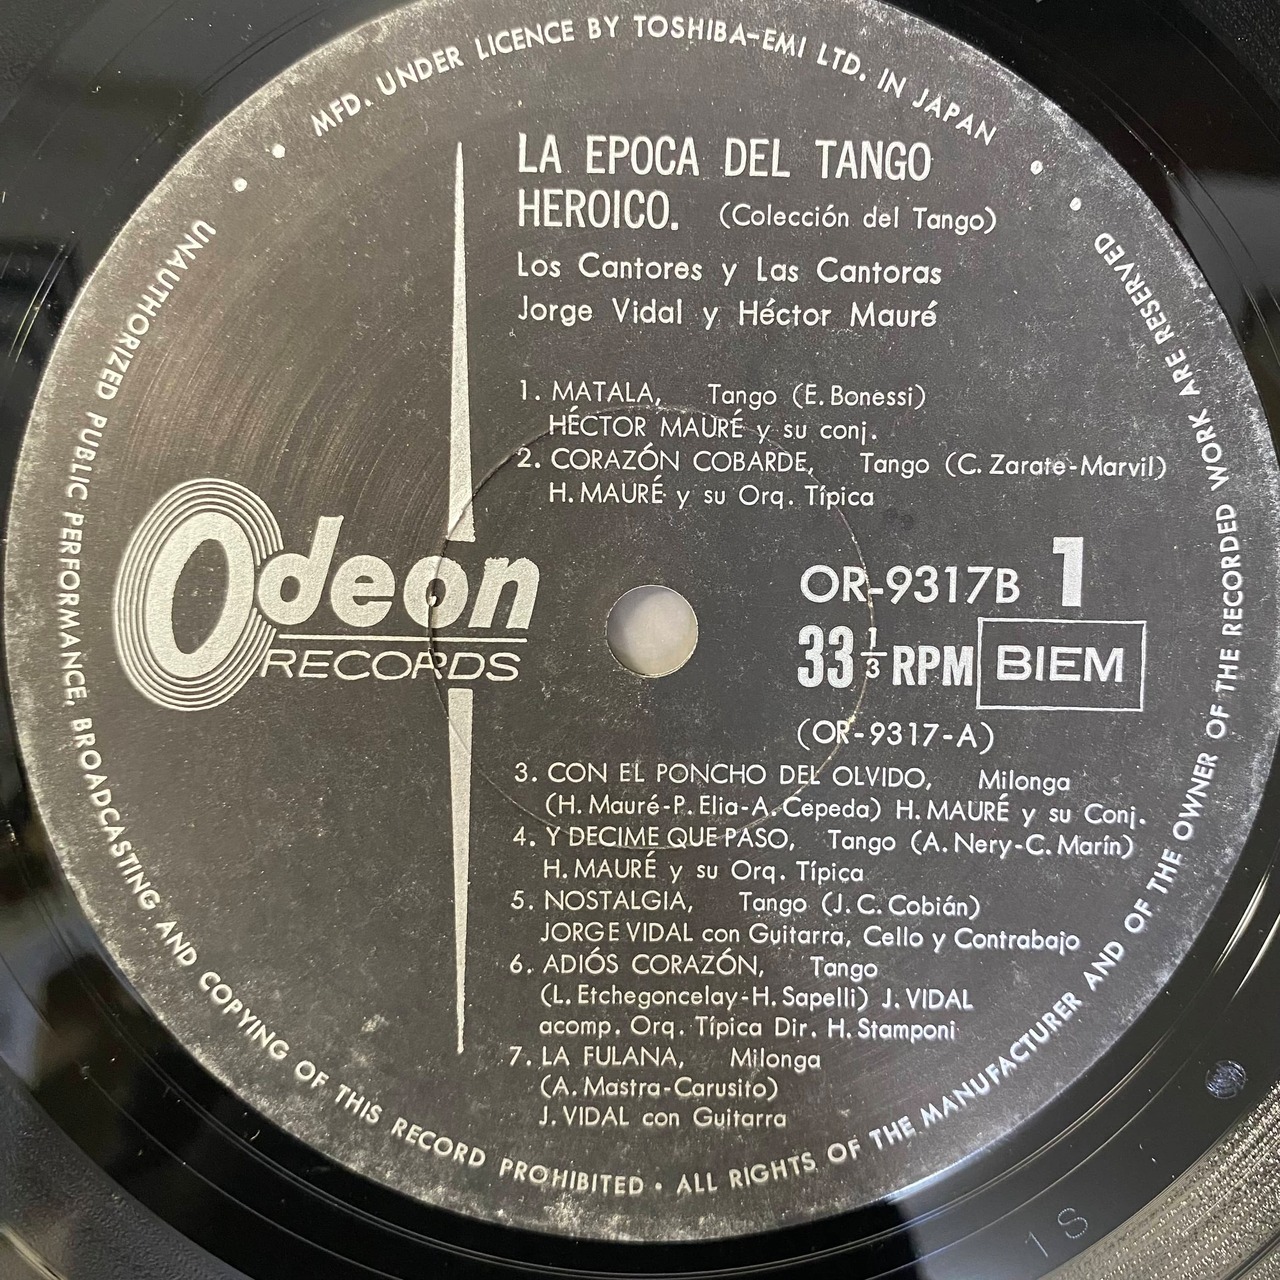 MFD. UNDER LICENCE BY TOSHIBA-EMI LTD. IN JAPAN
LA EPOCA DEL TANGO
HEROICO. (Colección del Tango)
Los Cantores y Las Cantoras
Jorge Vidal y Héctor Mauré
1. MATALA, Tango (E. Bonessi)
HÉCTOR MAURÉ y su conj.
2. CORAZÓN COBARDE, Tango (C. Zarate-Marvil)
H. MAURÉ y su Orq. Típica
Odeon
RECORDS
OR-9317B 1
33 1/3 RPM BIEM
(OR-9317-A)
3. CON EL PONCHO DEL OLVIDO, Milonga
(H. Mauré-P. Elia-A. Cepeda) H. MAURÉ y su Conj.
4. Y DECIME QUE PASO, Tango (A. Nery-C. Marín)
H. MAURÉ y su Orq. Típica
5. NOSTALGIA, Tango (J. C. Cobián)
JORGE VIDAL con Guitarra, Cello y Contrabajo
6. ADIÓS CORAZÓN, Tango
(L. Etchegoncelay-H. Sapelli) J. VIDAL
acomp. Orq. Típica Dir. H. Stamponi
7. LA FULANA, Milonga
(A. Mastra-Carusito)
J. VIDAL con Guitarra
UNAUTHORIZED PUBLIC PERFORMANCE, BROADCASTING AND COPYING OF THIS RECORD PROHIBITED • ALL RIGHTS OF THE MANUFACTURER AND OF THE OWNER OF THE RECORDED WORK ARE RESERVED
1 S